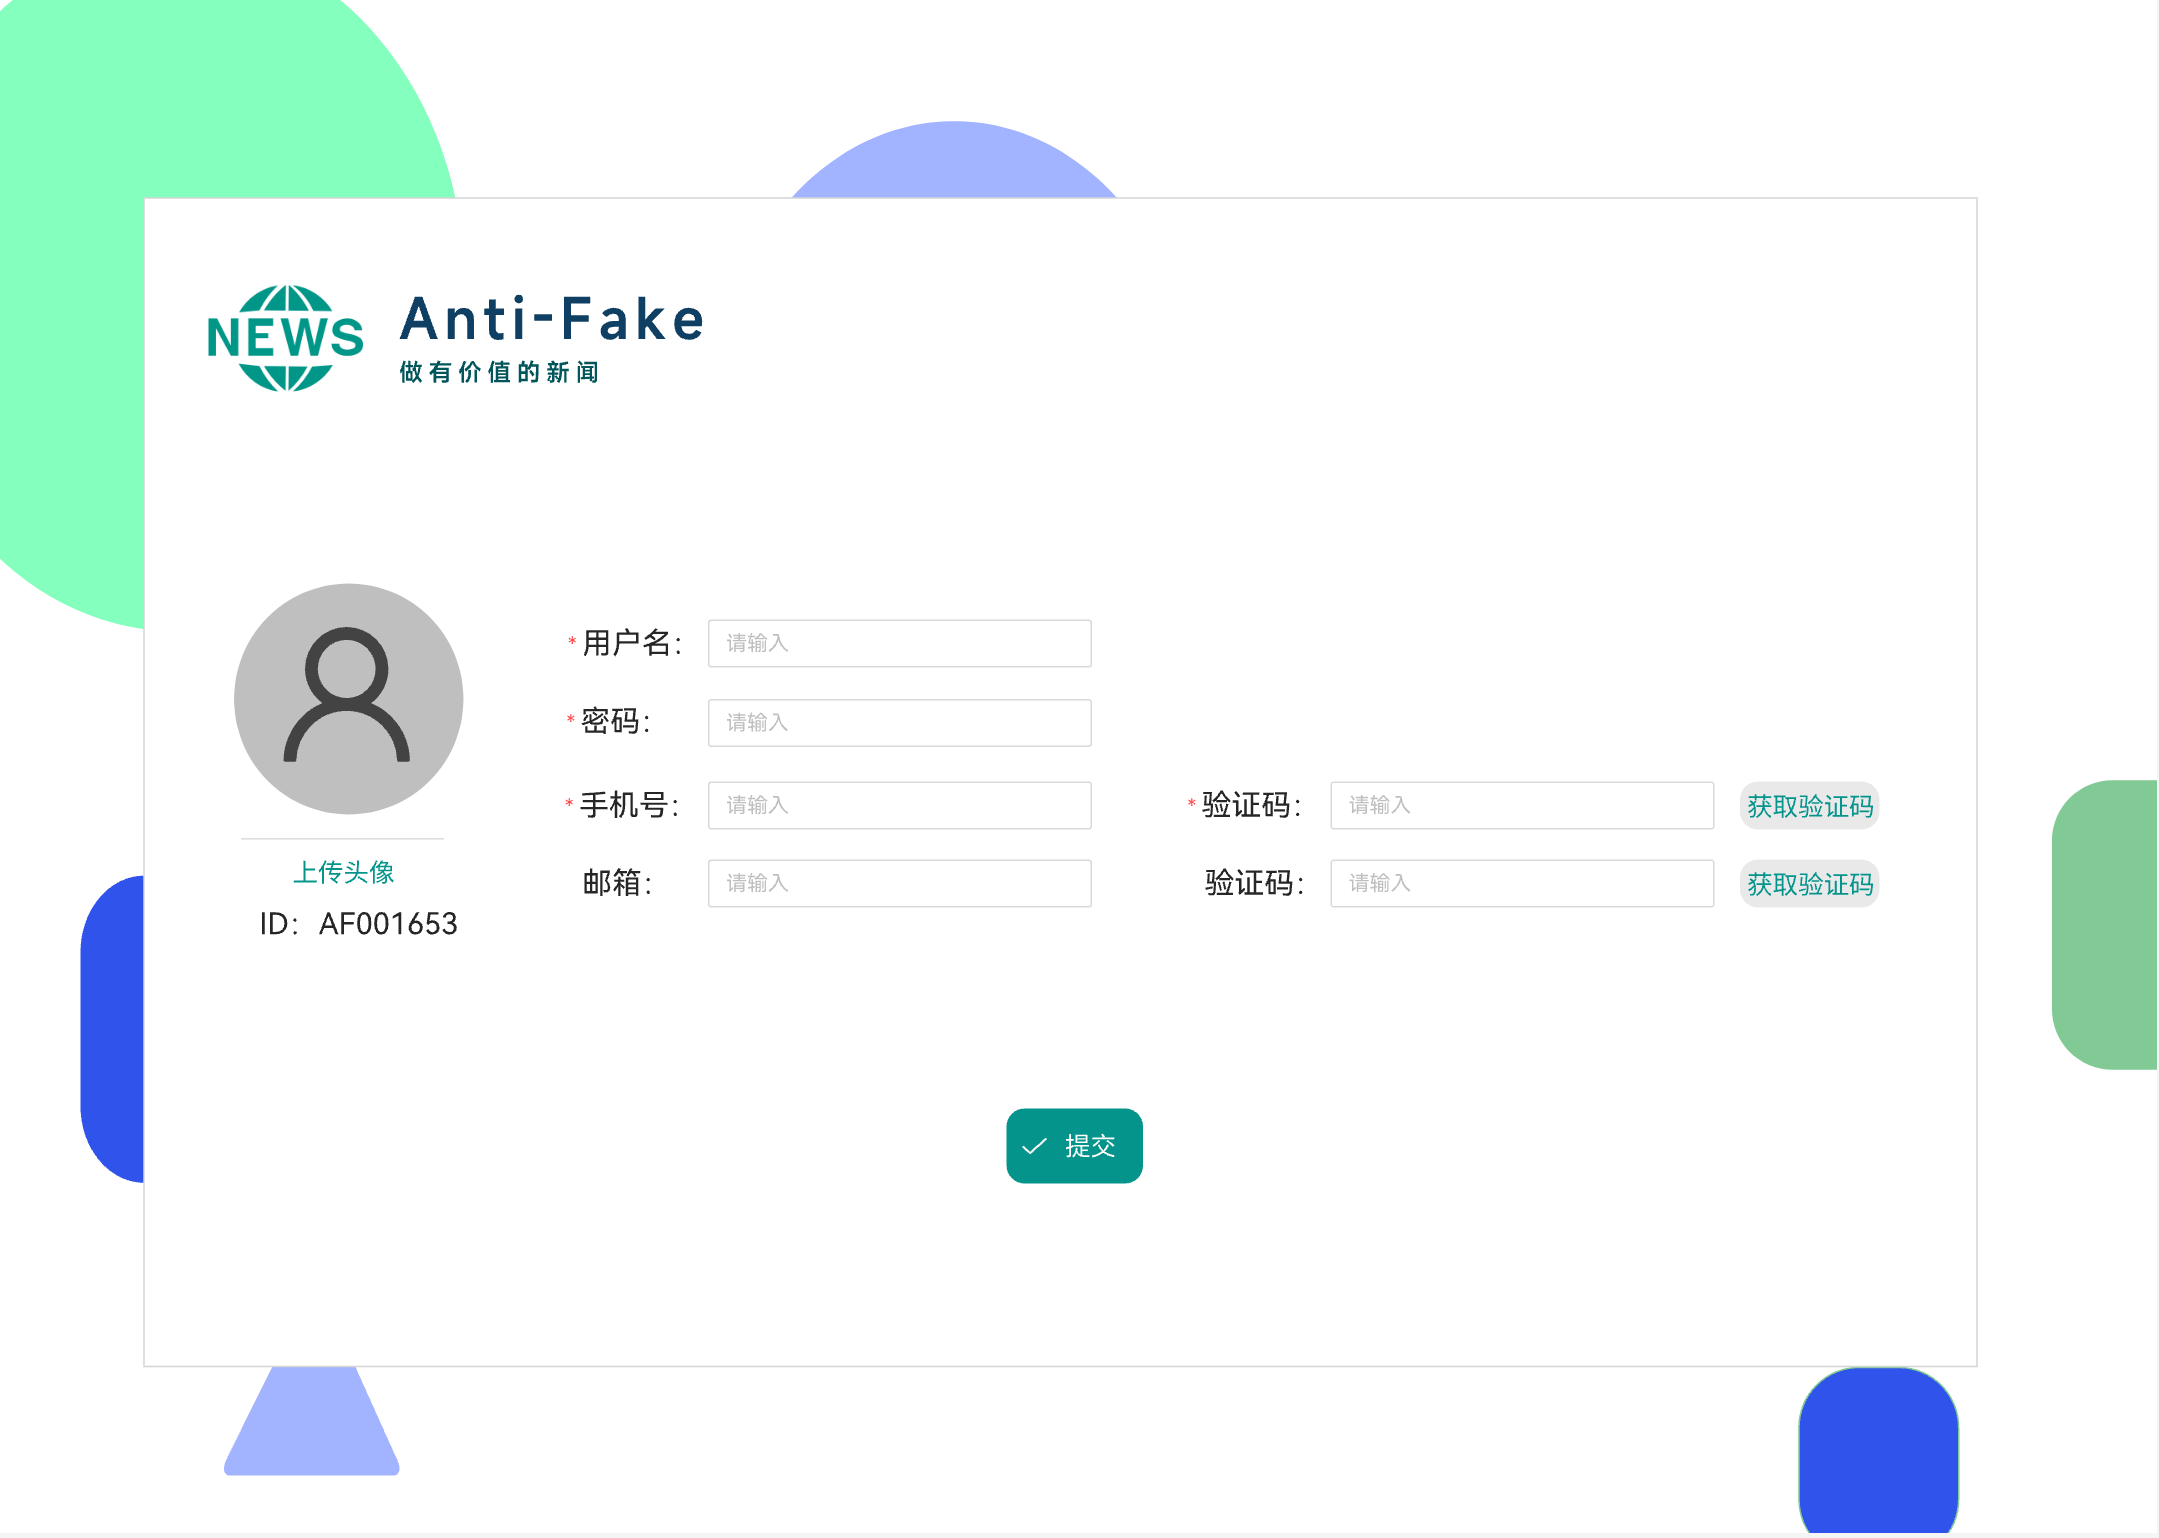 NEWS
Anti-Fake
做有价值的新闻
*用户名： 请输入
*密码： 请输入
*手机号： 请输入 *验证码： 请输入 获取验证码
邮箱： 请输入 验证码： 请输入 获取验证码
上传头像
ID： AF001653
提交